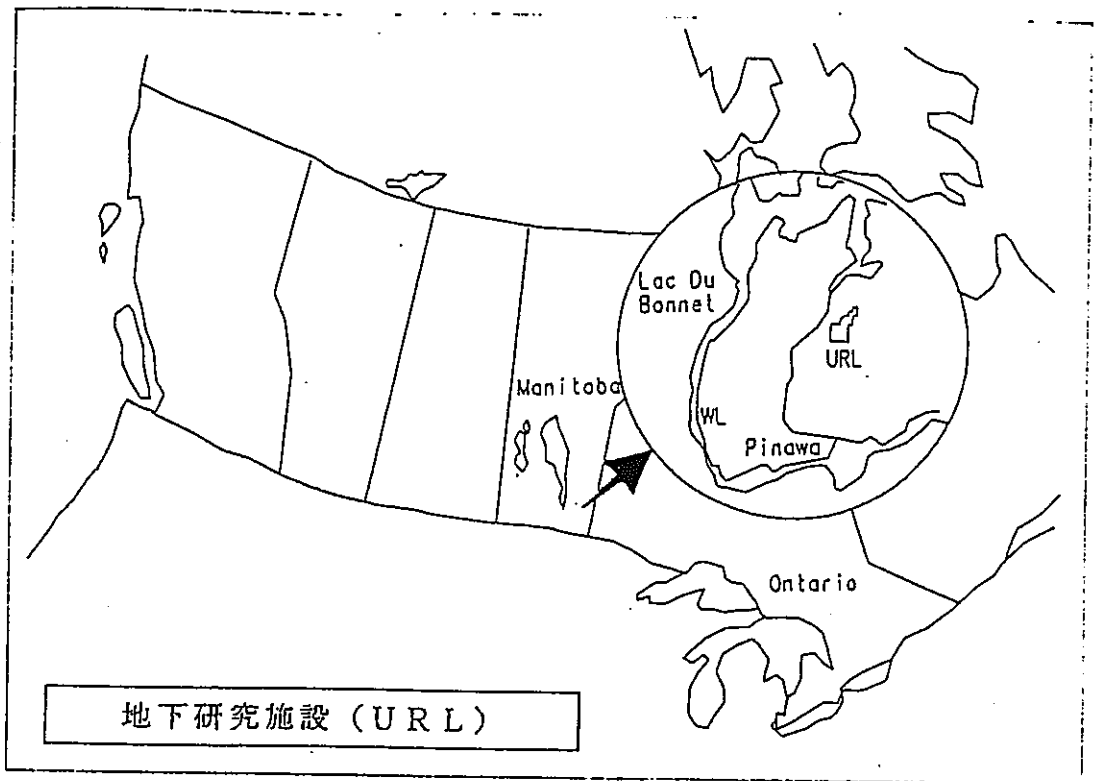 Lac Du
Bonnet
URL
Manitoba
WL
Pinawa
Ontario
地下研究施設 (URL)